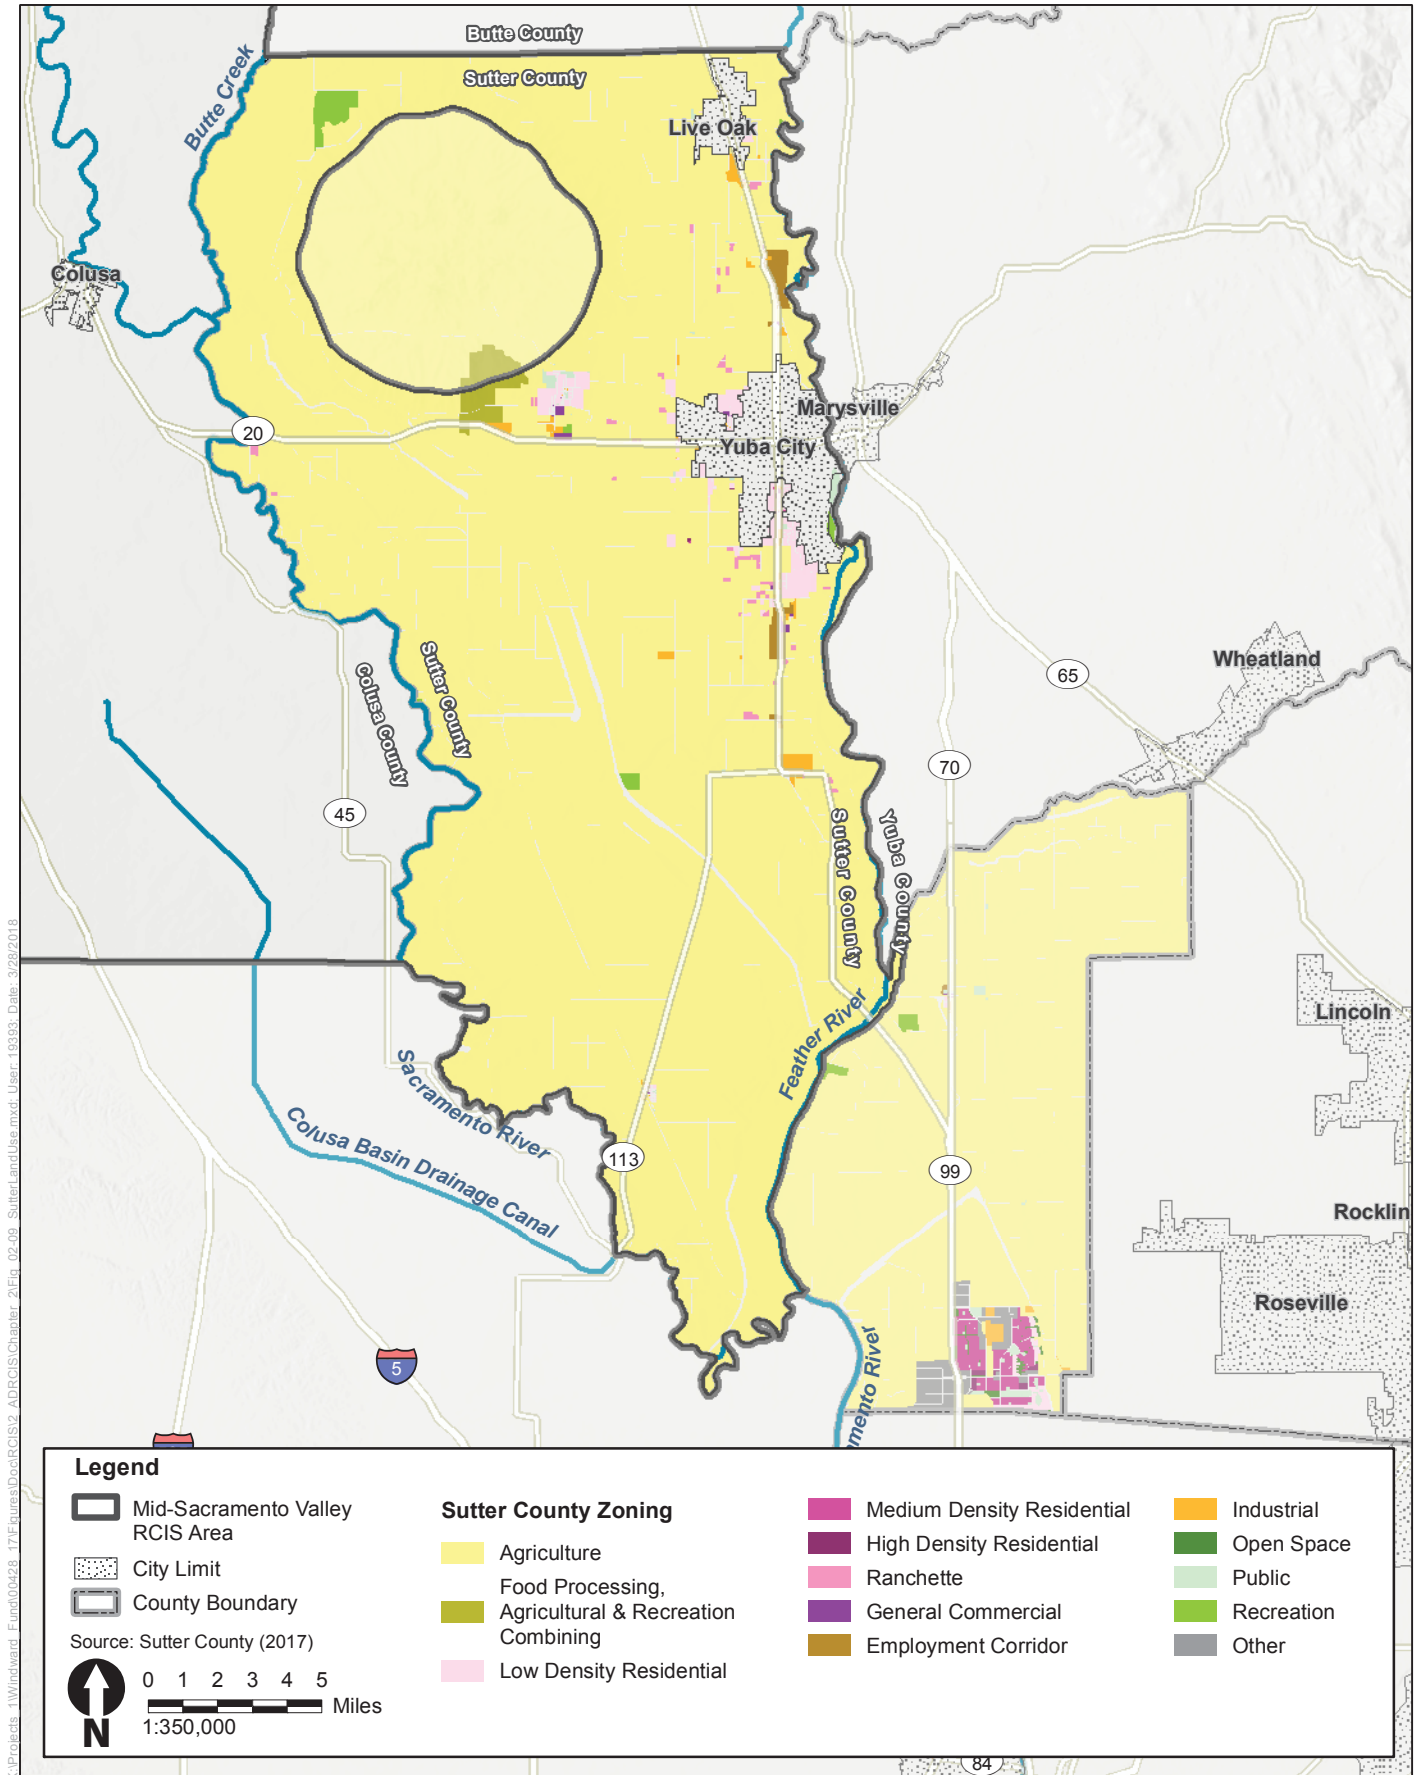 Butte County
Sutter County
Butte Creek
Live Oak
Colusa
20
Marysville
Yuba City
Wheatland
65
Sutter County
Colusa County
70
45
Sutter County
Yuba County
Lincoln
Feather River
Sacramento River
Colusa Basin Drainage Canal
113
99
Rocklin
Roseville
5
mento River
Legend
Mid-Sacramento Valley
RCIS Area
City Limit
County Boundary
Source: Sutter County (2017)
0 1 2 3 4 5
Miles
1:350,000
N
Sutter County Zoning
Agriculture
Food Processing,
Agricultural & Recreation
Combining
Low Density Residential
Medium Density Residential
High Density Residential
Ranchette
General Commercial
Employment Corridor
Industrial
Open Space
Public
Recreation
Other
84